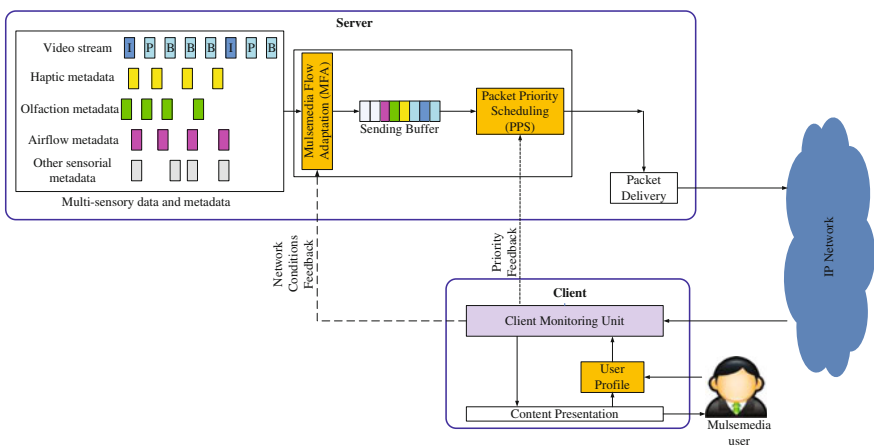 Server
Video stream
I P B B B I P B
Haptic metadata
Olfaction metadata
Airflow metadata
Other sensorial
metadata
Multi-sensory data and metadata
Mulsemedia Flow
Adaptation (MFA)
Sending Buffer
Packet Priority
Scheduling
(PPS)
Packet
Delivery
IP Network
Network
Conditions
Feedback
Priority
Feedback
Client
Client Monitoring Unit
User
Profile
Content Presentation
Mulsemedia
user